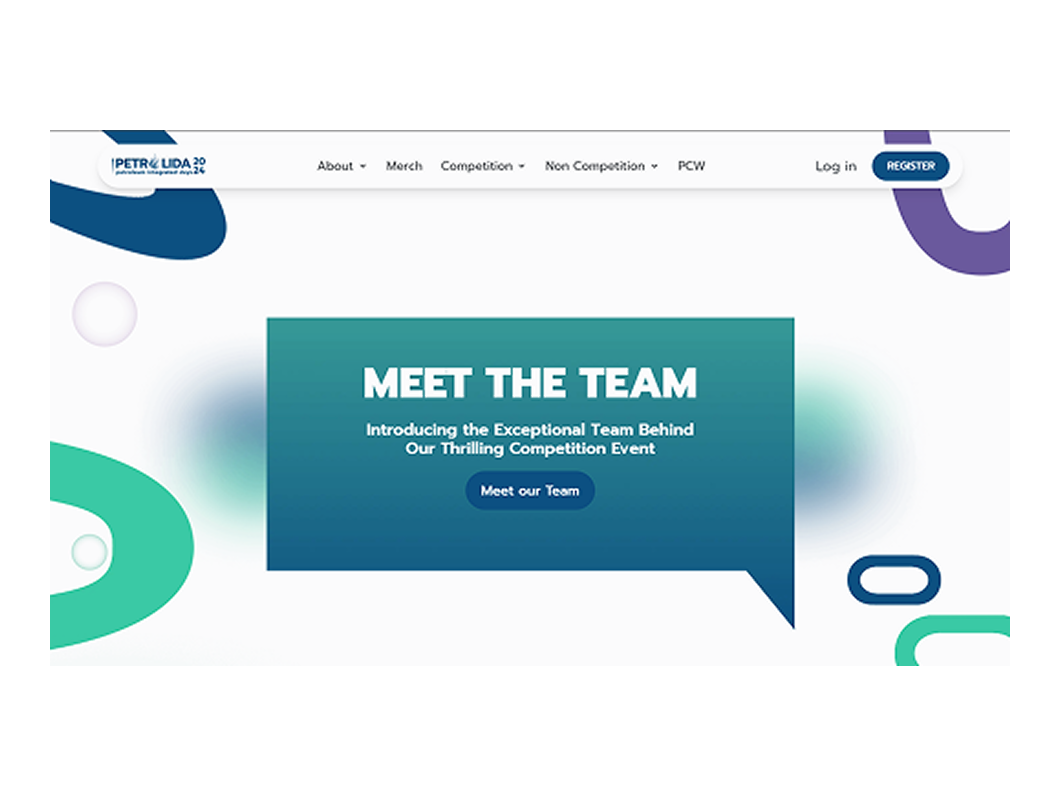 PETROLIDA 2024
petroleum integrated days
About
Merch
Competition
Non Competition
PCW
Log in
REGISTER
MEET THE TEAM
Introducing the Exceptional Team Behind
Our Thrilling Competition Event
Meet our Team